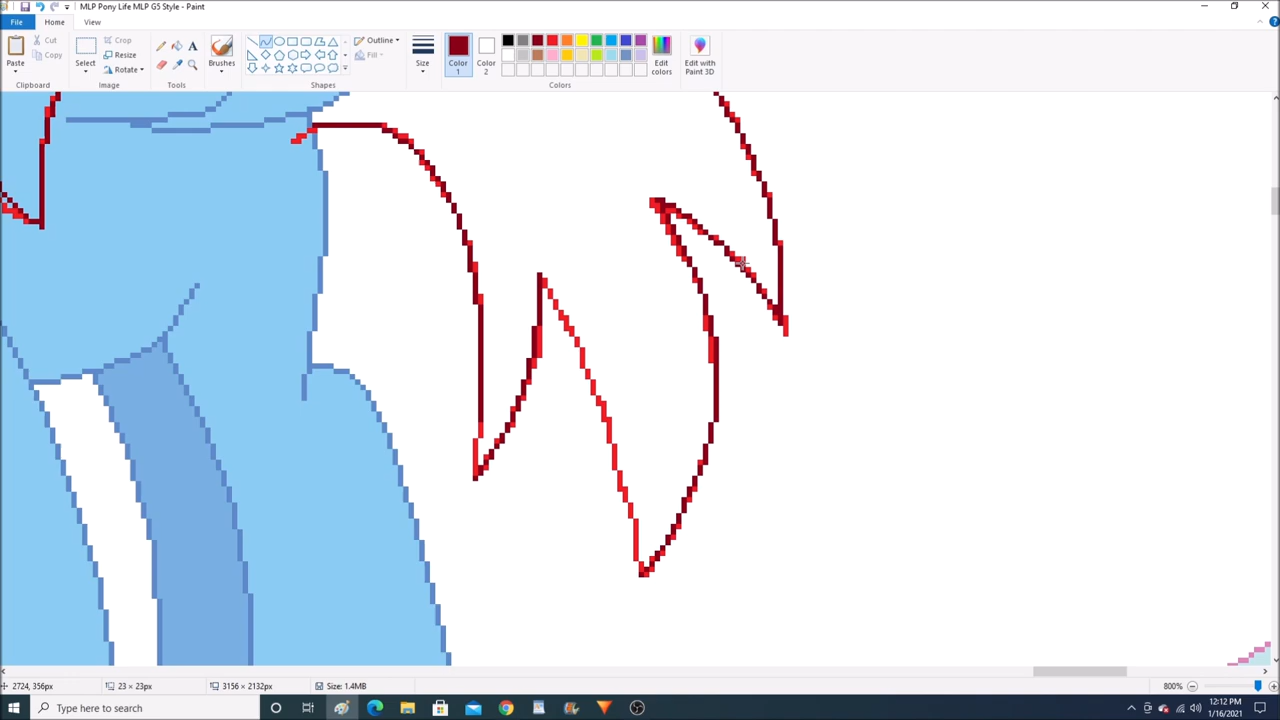 MLP Pony Life MLP G5 Style - Paint
File Home View
Paste
Cut
Copy
Clipboard
Select
Crop
Resize
Rotate
Image
A
Tools
Brushes
Outline
Fill
Shapes
Size
Color
1
Color
2
Edit
colors
Edit with
Paint 3D
Colors
2724, 356px
23 × 23px
3156 × 2132px
Size: 1.4MB
800%
Type here to search
12:12 PM
1/16/2021